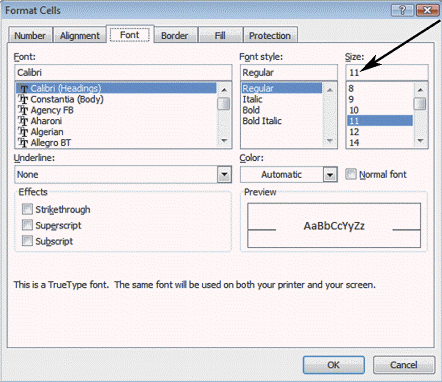 Format Cells
Number Alignment Font Border Fill Protection
Font: Font style: Size:
Calibri Regular 11
Calibri (Headings) Regular 8
Constantia (Body) Italic 9
Agency FB Bold 10
Aharoni Bold Italic 11
Algerian 12
Allegro BT 14
Underline: Color:
None Automatic Normal font
Effects Preview
Strikethrough
Superscript AaBbCcYyZz
Subscript
This is a TrueType font. The same font will be used on both your printer and your screen.
OK Cancel